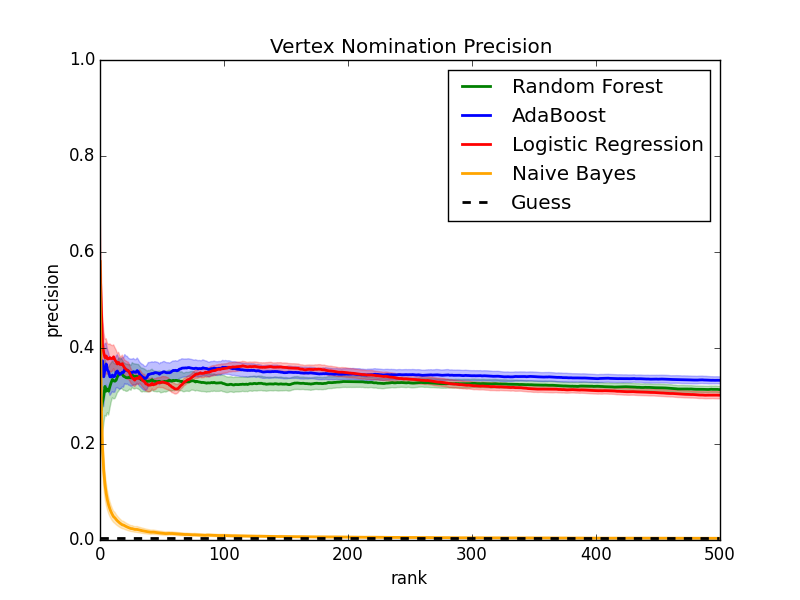 Vertex Nomination Precision
1.0
0.8
0.6
0.4
0.2
0.0
precision
Random Forest
AdaBoost
Logistic Regression
Naive Bayes
Guess
0 100 200 300 400 500
rank